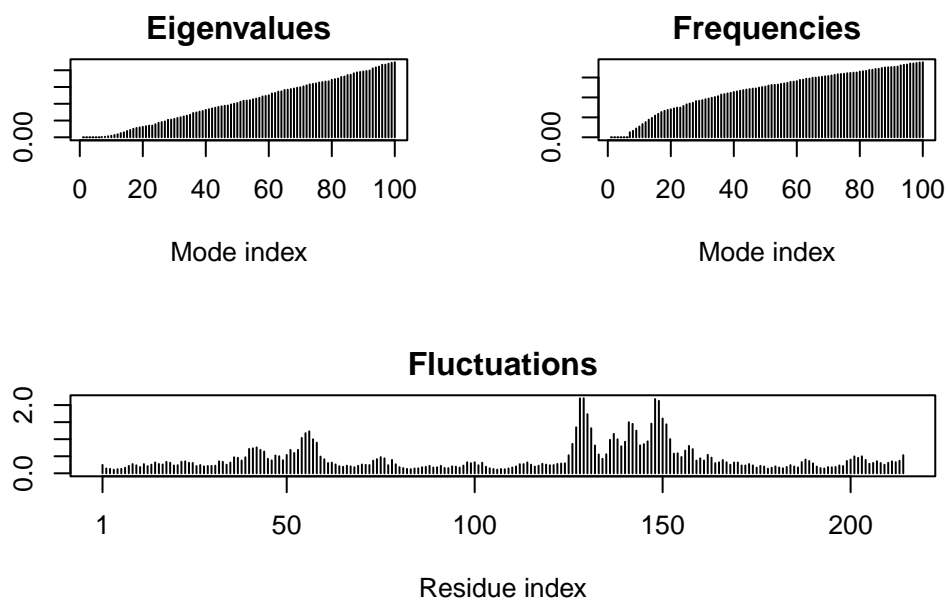 Eigenvalues
0.00
0 20 40 60 80 100
Mode index
Frequencies
0.00
0 20 40 60 80 100
Mode index
Fluctuations
2.0
0.0
1 50 100 150 200
Residue index